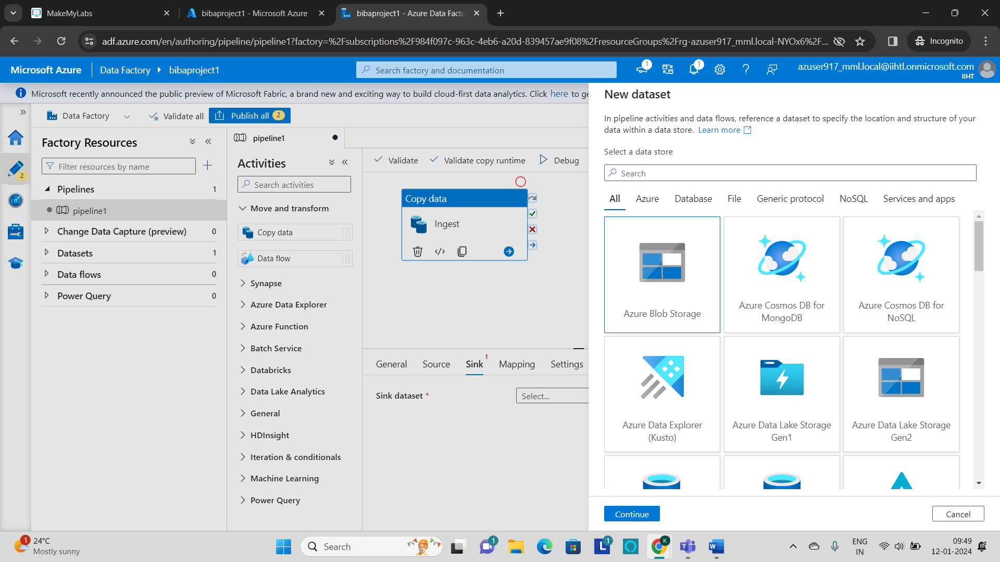 MakeMyLabs
bibaproject1 - Microsoft Azure
bibaproject1 - Azure Data Facto
adf.azure.com/en/authoring/pipeline/pipeline1?factory=%2Fsubscriptions%2F984f097c-963c-4eb6-a20d-839457ae9f08%2FresourceGroups%2Frg-azuser917_mml.local-NYOx6%2F...
Incognito
Microsoft Azure
Data Factory
bibaproject1
Search factory and documentation
1
1
azuser917_mml.local@iihtl.onmicrosoft.com
IIHT
Microsoft recently announced the public preview of Microsoft Fabric, a brand new and exciting way to build cloud-first data analytics. Click here to ge
Data Factory
Validate all
Publish all 2
Factory Resources
Filter resources by name
2
Pipelines 1
pipeline1
Change Data Capture (preview) 0
Datasets 1
Data flows 0
Power Query 0
pipeline1
Activities
Search activities
Move and transform
Copy data
Data flow
Synapse
Azure Data Explorer
Azure Function
Batch Service
Databricks
Data Lake Analytics
General
HDInsight
Iteration & conditionals
Machine Learning
Power Query
Validate
Validate copy runtime
Debug
Copy data
Ingest
General
Source
Sink 1
Mapping
Settings
Sink dataset *
Select...
New dataset
In pipeline activities and data flows, reference a dataset to specify the location and structure of your
data within a data store. Learn more
Select a data store
Search
All
Azure
Database
File
Generic protocol
NoSQL
Services and apps
Azure Blob Storage
Azure Cosmos DB for
MongoDB
Azure Cosmos DB for
NoSQL
Azure Data Explorer
(Kusto)
Azure Data Lake Storage
Gen1
Azure Data Lake Storage
Gen2
Continue
Cancel
1
24°C
Mostly sunny
Search
1
L
1
K
ENG
IN
09:49
12-01-2024